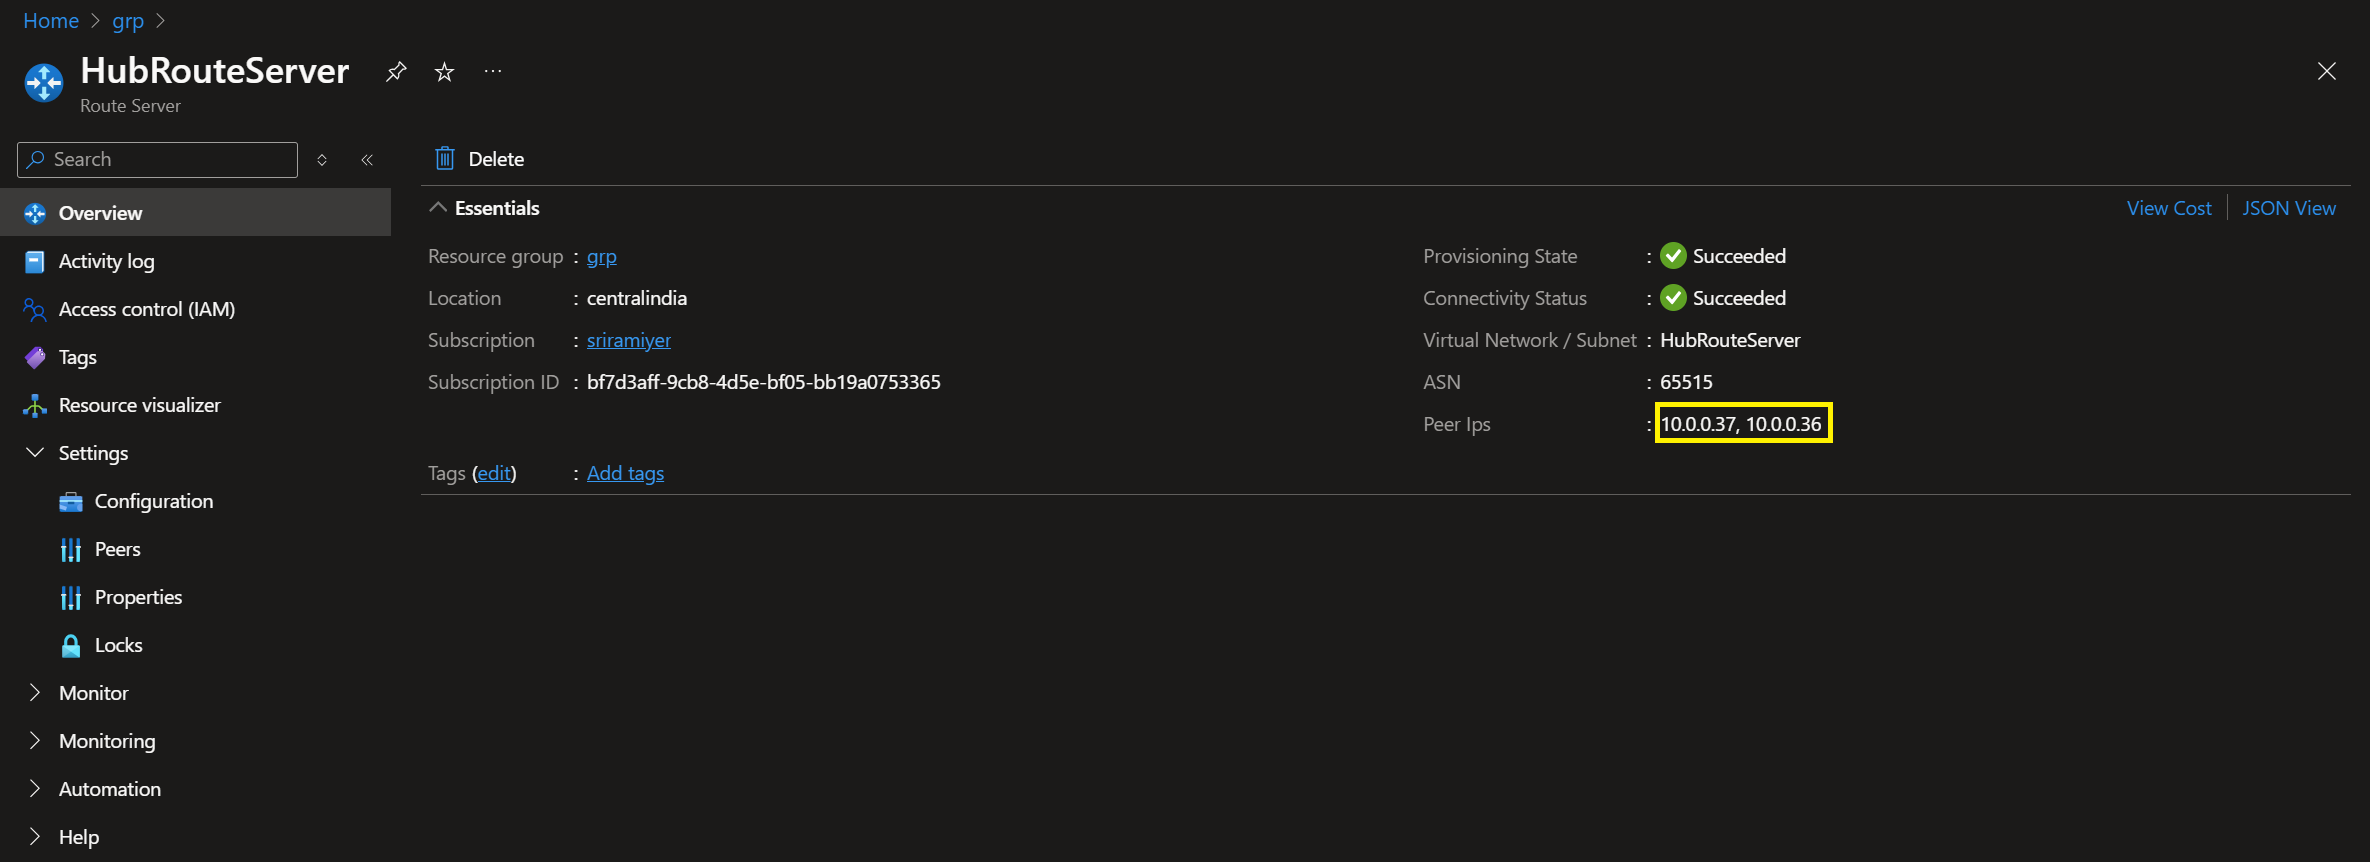 Home > grp >
HubRouteServer
Route Server
Search
Overview
Activity log
Access control (IAM)
Tags
Resource visualizer
Settings
Configuration
Peers
Properties
Locks
Monitor
Monitoring
Automation
Help
Delete
Essentials
View Cost
JSON View
Resource group : grp
Location : centralindia
Subscription : sriramiyer
Subscription ID : bf7d3aff-9cb8-4d5e-bf05-bb19a0753365
Provisioning State : Succeeded
Connectivity Status : Succeeded
Virtual Network / Subnet : HubRouteServer
ASN : 65515
Peer Ips : 10.0.0.37, 10.0.0.36
Tags (edit) : Add tags